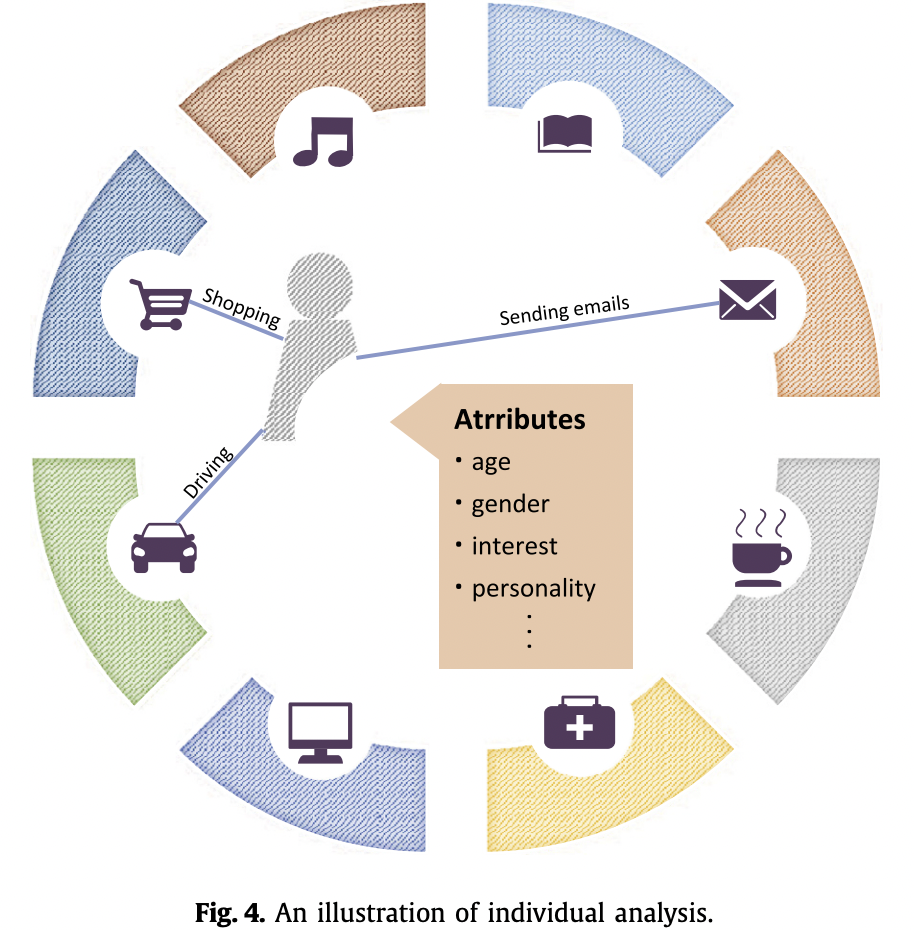 Shopping
Sending emails
Atrributes
• age
• gender
• interest
• personality
Driving
Fig. 4. An illustration of individual analysis.